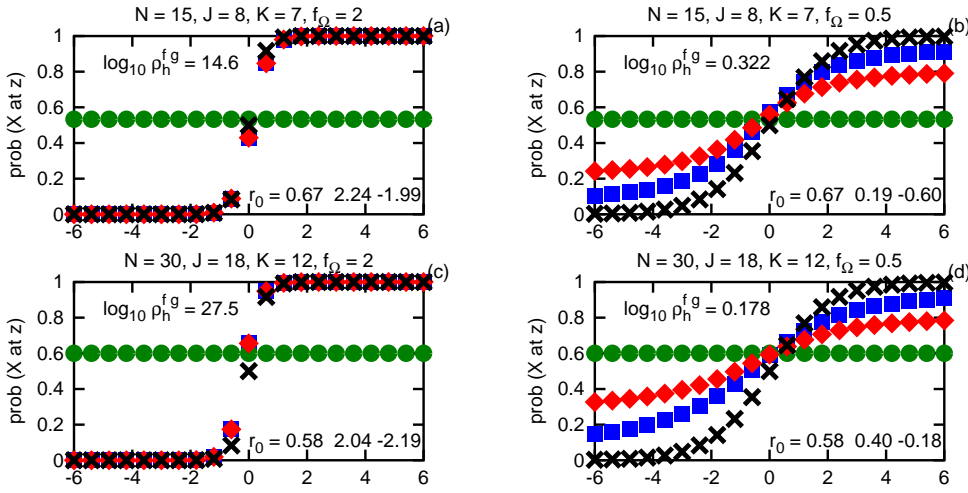 N = 15, J = 8, K = 7, f_Ω = 2
(a)
prob (X at z)
1
0.8
0.6
0.4
0.2
0
log₁₀ ρ_h^{f g} = 14.6
r₀ = 0.67 2.24 -1.99
-6 -4 -2 0 2 4 6
N = 15, J = 8, K = 7, f_Ω = 0.5
(b)
prob (X at z)
1
0.8
0.6
0.4
0.2
0
log₁₀ ρ_h^{f g} = 0.322
r₀ = 0.67 0.19 -0.60
-6 -4 -2 0 2 4 6
N = 30, J = 18, K = 12, f_Ω = 2
(c)
prob (X at z)
1
0.8
0.6
0.4
0.2
0
log₁₀ ρ_h^{f g} = 27.5
r₀ = 0.58 2.04 -2.19
-6 -4 -2 0 2 4 6
N = 30, J = 18, K = 12, f_Ω = 0.5
(d)
prob (X at z)
1
0.8
0.6
0.4
0.2
0
log₁₀ ρ_h^{f g} = 0.178
r₀ = 0.58 0.40 -0.18
-6 -4 -2 0 2 4 6